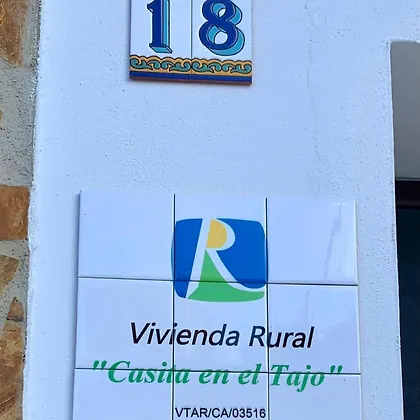 18
R
Vivienda Rural
"Casita en el Tajo"
VTAR/CA/03516